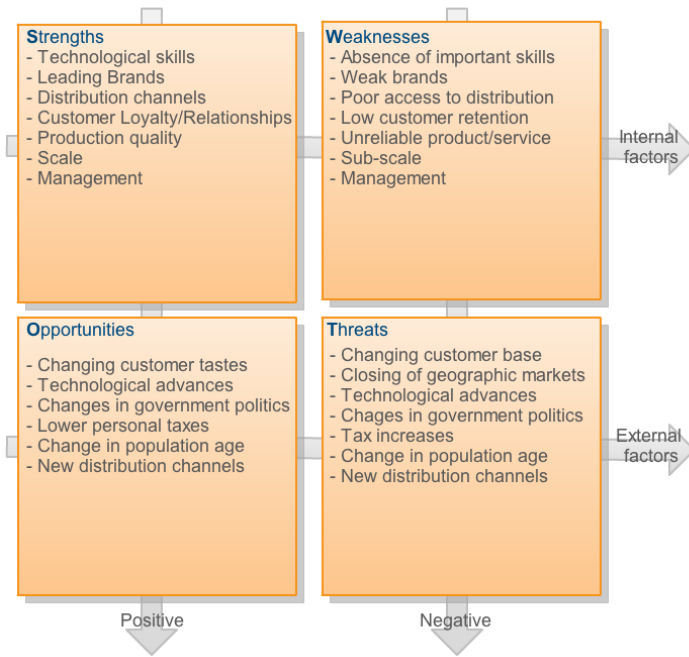 Strengths
- Technological skills
- Leading Brands
- Distribution channels
- Customer Loyalty/Relationships
- Production quality
- Scale
- Management
Weaknesses
- Absence of important skills
- Weak brands
- Poor access to distribution
- Low customer retention
- Unreliable product/service
- Sub-scale
- Management
Internal
factors
Opportunities
- Changing customer tastes
- Technological advances
- Changes in government politics
- Lower personal taxes
- Change in population age
- New distribution channels
Threats
- Changing customer base
- Closing of geographic markets
- Technological advances
- Chages in government politics
- Tax increases
- Change in population age
- New distribution channels
External
factors
Positive
Negative